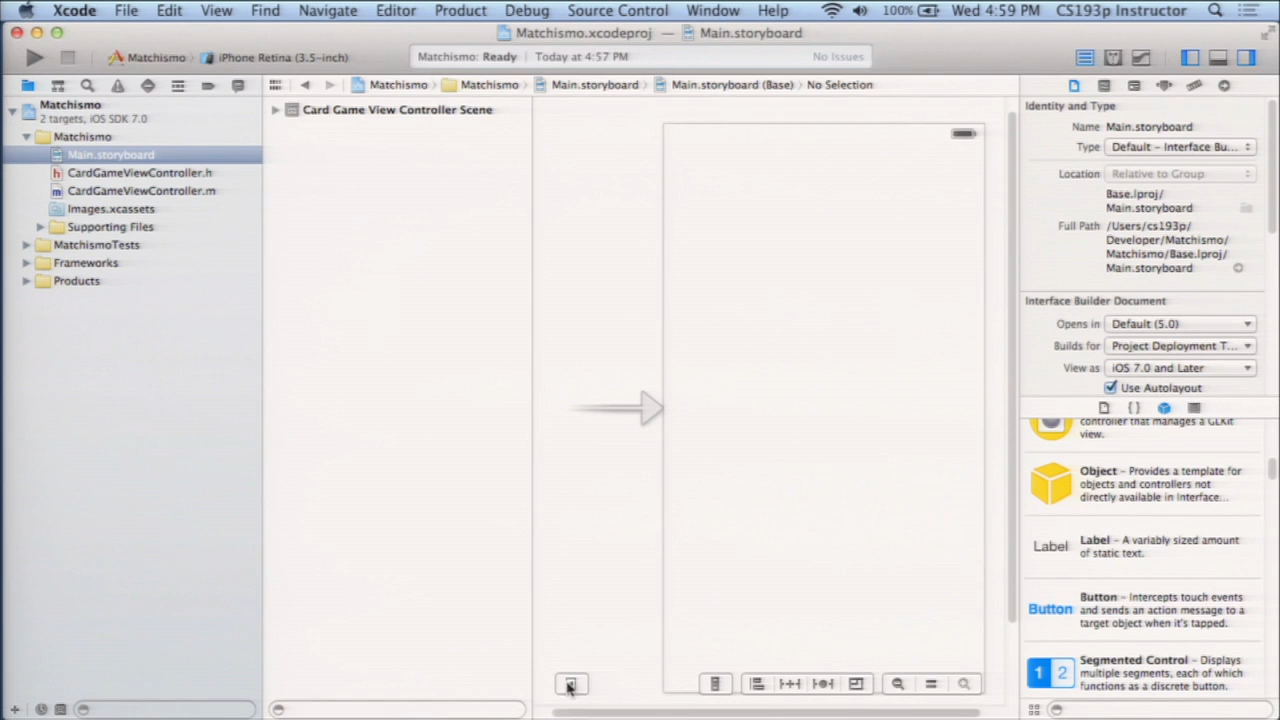 Xcode File Edit View Find Navigate Editor Product Debug Source Control Window Help 100% Wed 4:59 PM CS193p Instructor
Matchismo.xcodeproj — Main.storyboard
Matchismo iPhone Retina (3.5-inch)
Matchismo: Ready Today at 4:57 PM No Issues
Matchismo Matchismo Main.storyboard Main.storyboard (Base) No Selection
Matchismo
2 targets, iOS SDK 7.0
Matchismo
Main.storyboard
CardGameViewController.h
CardGameViewController.m
Images.xcassets
Supporting Files
MatchismoTests
Frameworks
Products
Card Game View Controller Scene
Identity and Type
Name Main.storyboard
Type Default - Interface Bu...
Location Relative to Group
Base.lproj/
Main.storyboard
Full Path /Users/cs193p/
Developer/Matchismo/
Matchismo/Base.lproj/
Main.storyboard
Interface Builder Document
Opens in Default (5.0)
Builds for Project Deployment T...
View as iOS 7.0 and Later
Use Autolayout
controller that manages a GLKit
view.
Object - Provides a template for
objects and controllers not
directly available in Interface...
Label
Label - A variably sized amount
of static text.
Button
Button - Intercepts touch events
and sends an action message to a
target object when it's tapped.
1 2
Segmented Control - Displays
multiple segments, each of which
functions as a discrete button.